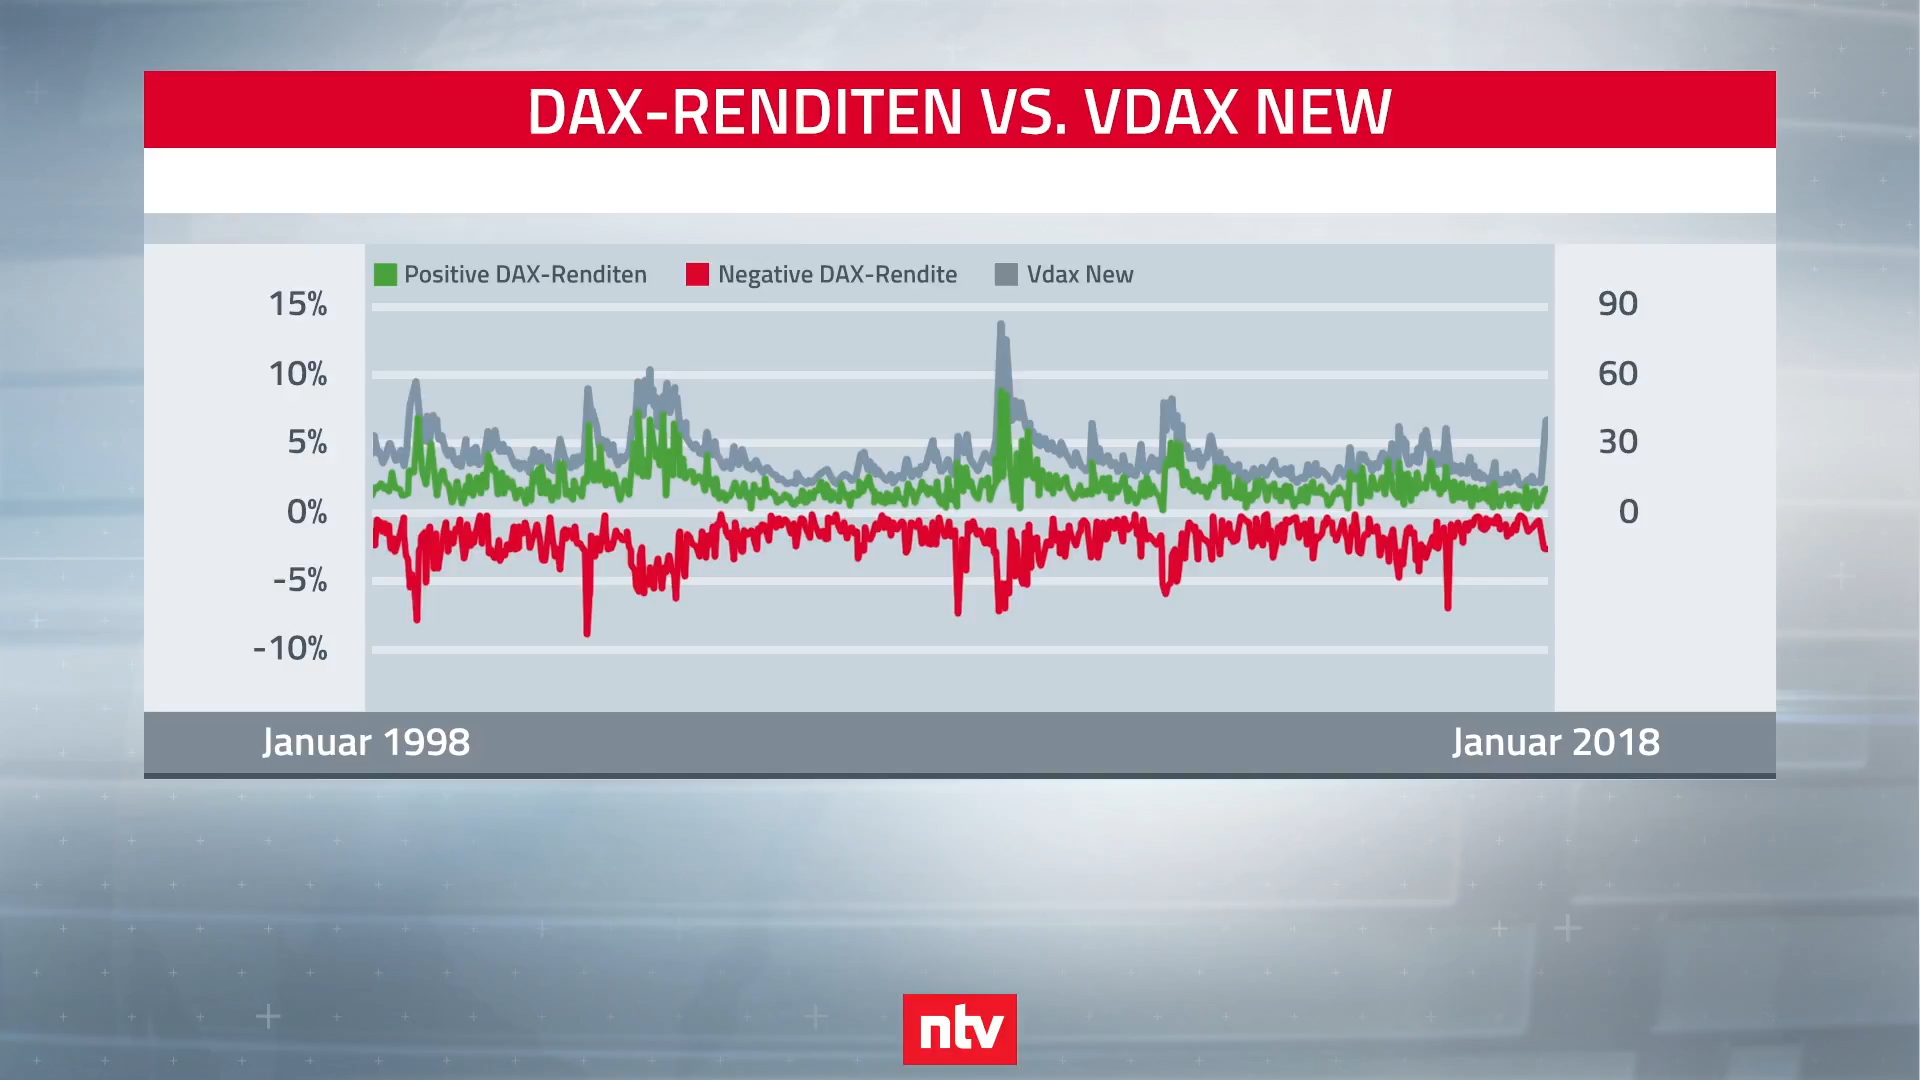 DAX-RENDITEN VS. VDAX NEW
Positive DAX-Renditen Negative DAX-Rendite Vdax New
15% 90
10% 60
5% 30
0% 0
-5%
-10%
Januar 1998 Januar 2018
ntv